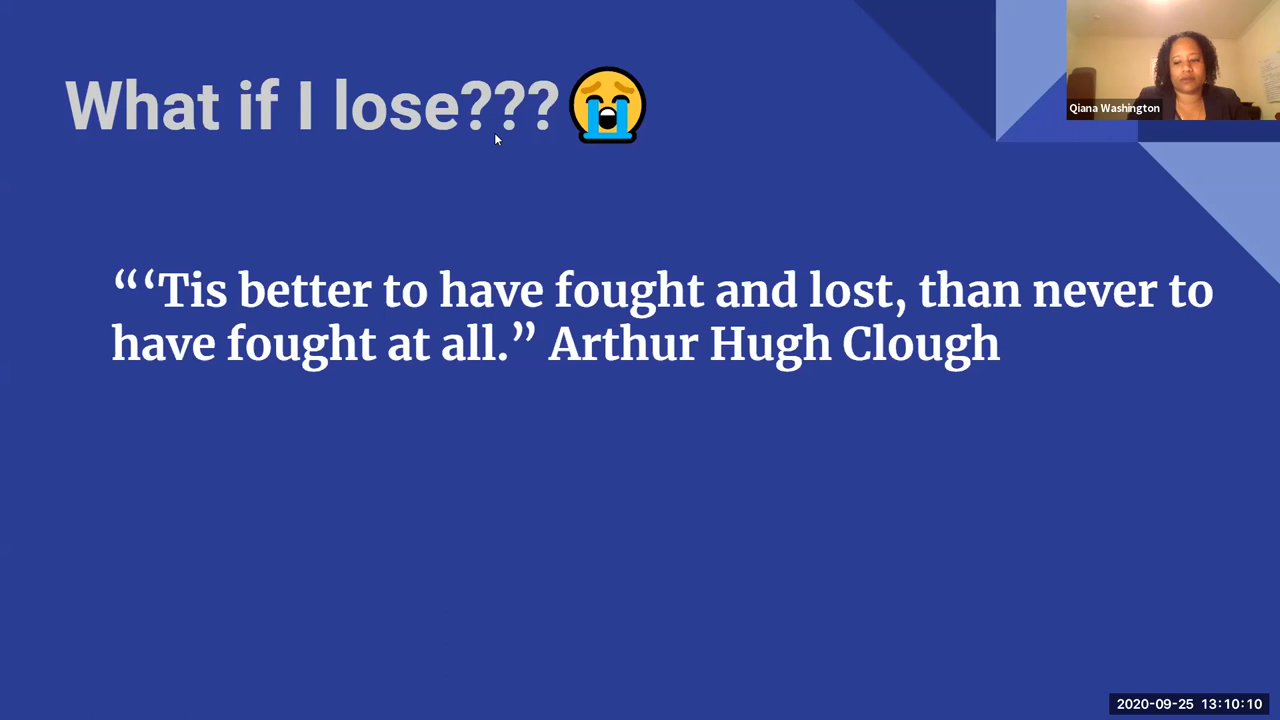 What if I lose???😭
Qiana Washington
“‘Tis better to have fought and lost, than never to
have fought at all.” Arthur Hugh Clough
2020-09-25 13:10:10